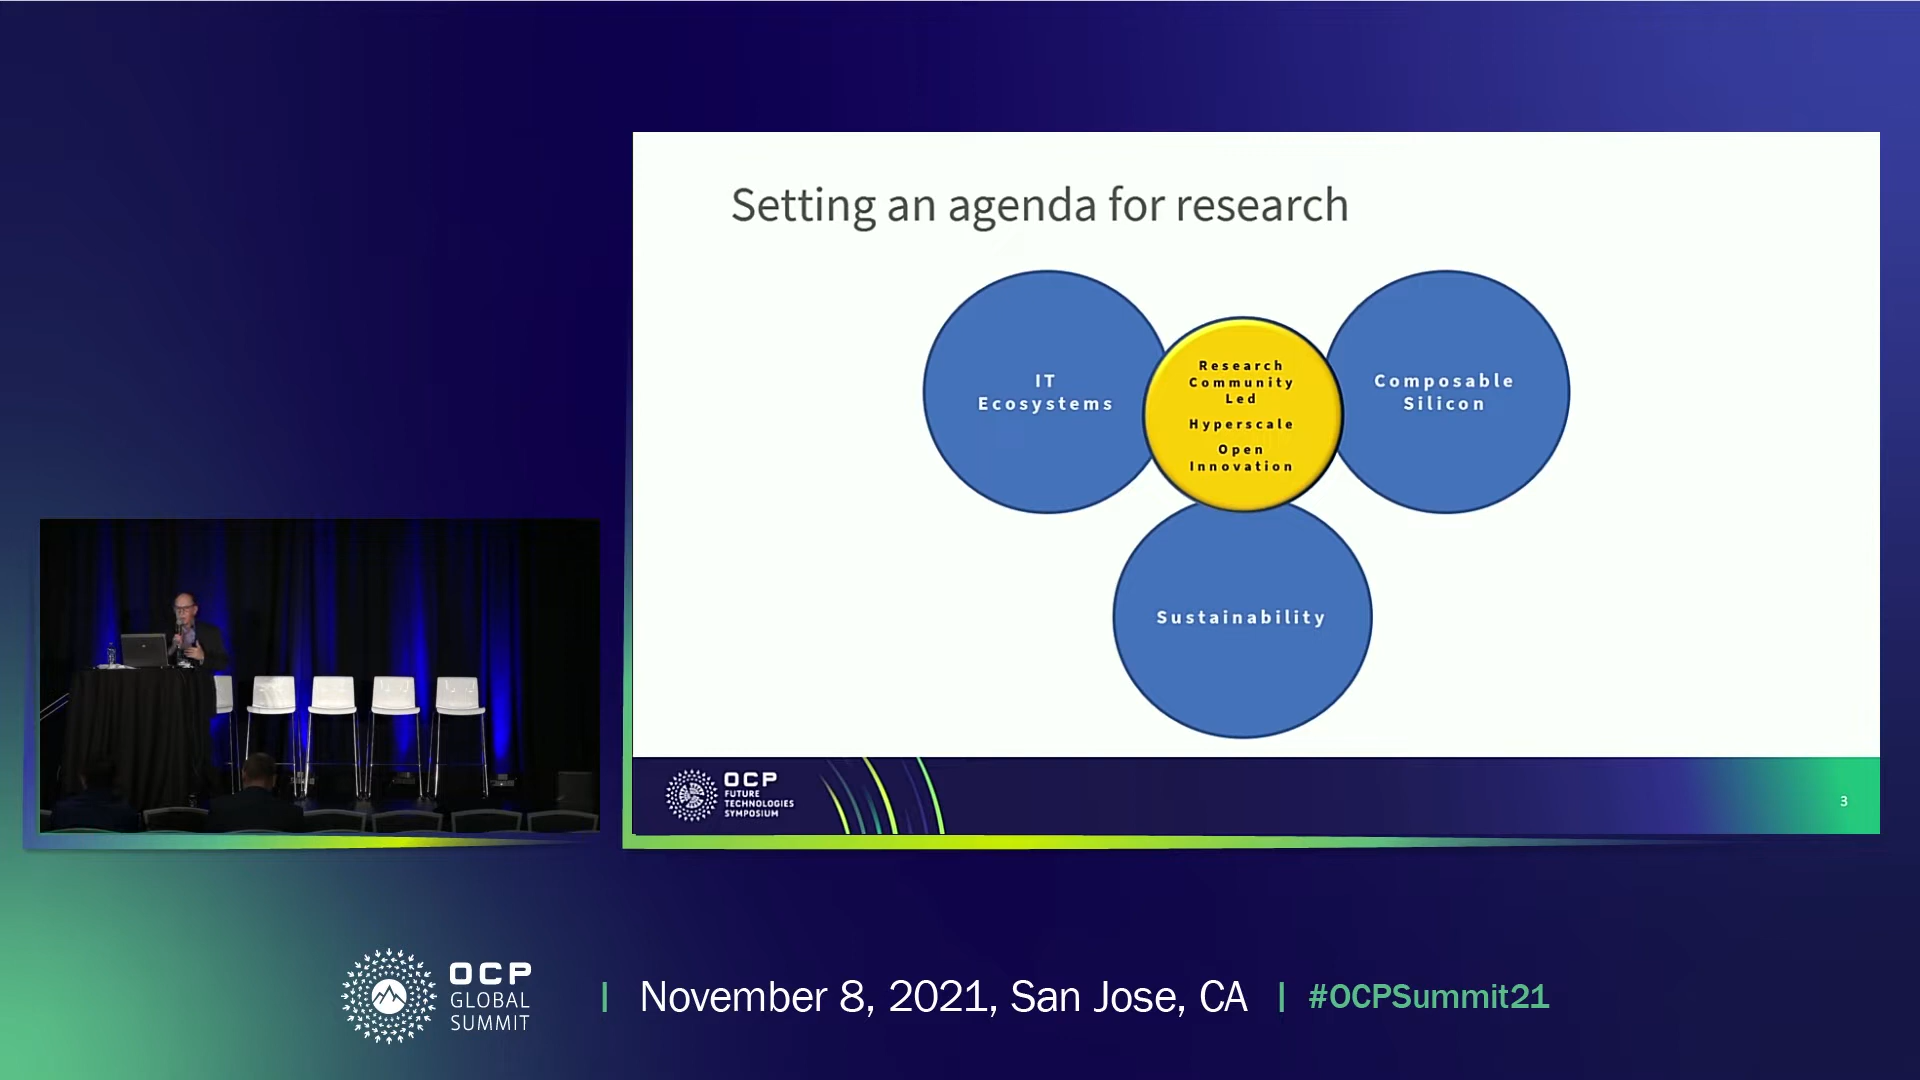 Setting an agenda for research
IT
Ecosystems
Research
Community
Led
Hyperscale
Open
Innovation
Composable
Silicon
Sustainability
OCP
FUTURE
TECHNOLOGIES
SYMPOSIUM
3
OCP
GLOBAL
SUMMIT
| November 8, 2021, San Jose, CA | #OCPSummit21